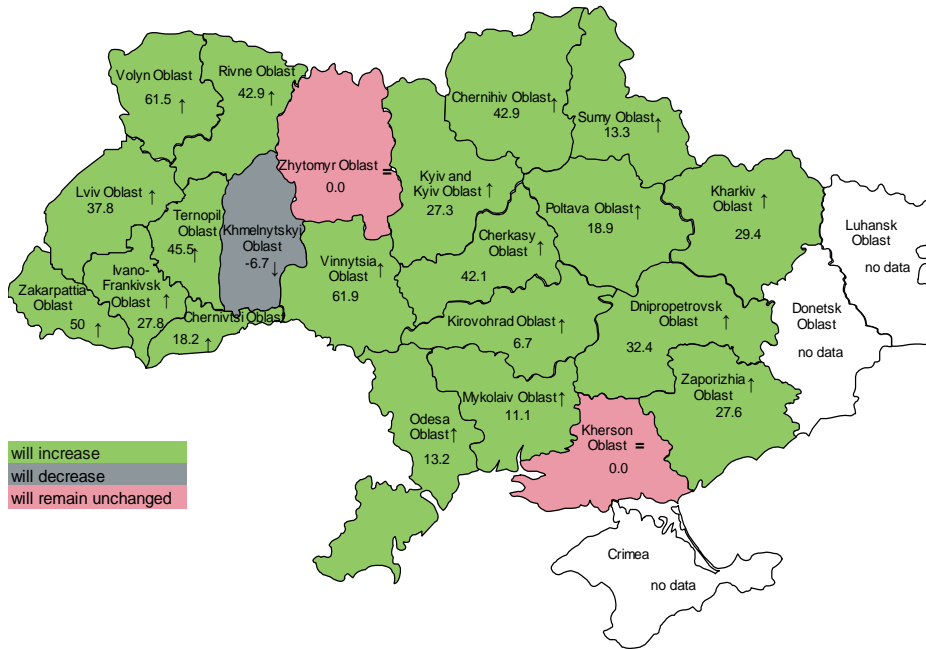 Volyn Oblast
61.5 ↑
Rivne Oblast
42.9 ↑
Zhytomyr Oblast =
0.0
Chernihiv Oblast ↑
42.9
Sumy Oblast ↑
13.3
Lviv Oblast ↑
37.8
Ternopil
Oblast
45.5 ↑
Khmelnytskyi
Oblast
-6.7 ↓
Kyiv and
Kyiv Oblast ↑
27.3
Poltava Oblast ↑
18.9
Kharkiv
Oblast ↑
29.4
Luhansk
Oblast
no data
Zakarpattia
Oblast
50 ↑
Ivano-
Frankivsk
Oblast ↑
27.8
Chernivtsi Oblast
18.2 ↑
Vinnytsia
Oblast ↑
61.9
Cherkasy
Oblast ↑
42.1
Kirovohrad Oblast ↑
6.7
Dnipropetrovsk
Oblast ↑
32.4
Donetsk
Oblast
no data
Odesa
Oblast ↑
13.2
Mykolaiv Oblast ↑
11.1
Kherson
Oblast =
0.0
Zaporizhia
Oblast ↑
27.6
will increase
will decrease
will remain unchanged
Crimea
no data